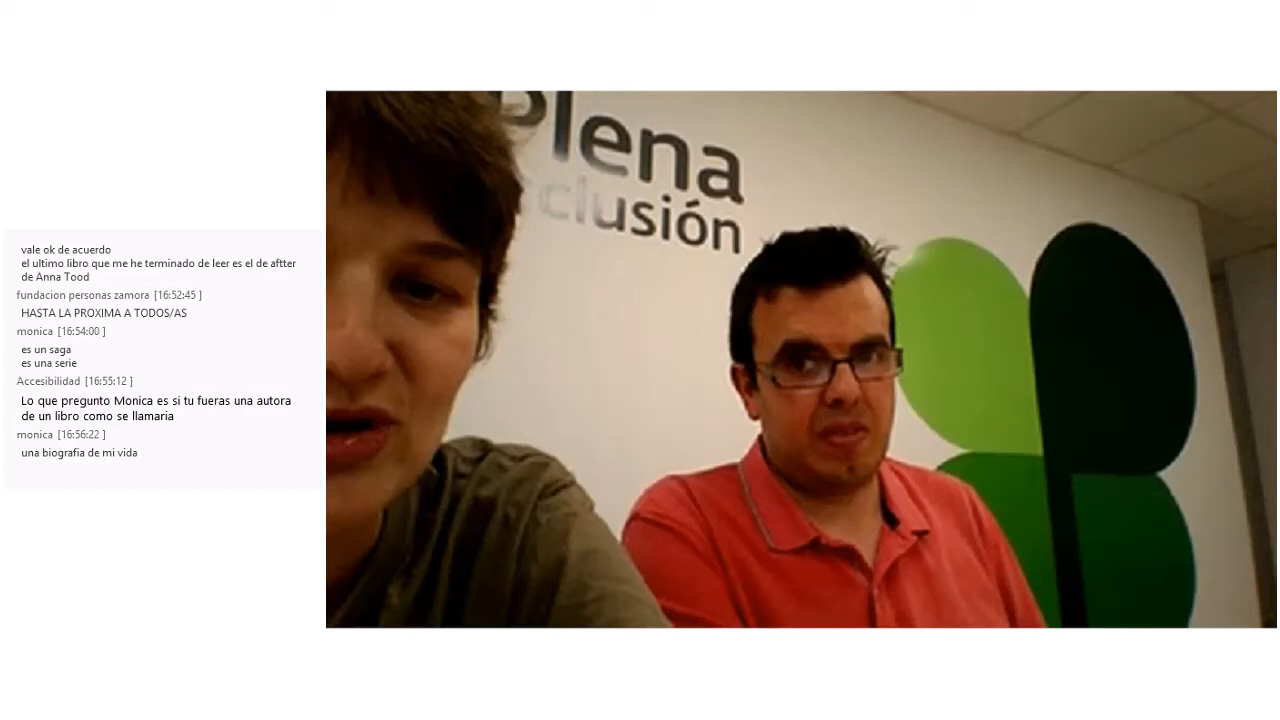 vale ok de acuerdo
el ultimo libro que me he terminado de leer es el de aftter
de Anna Tood
fundacion personas zamora [16:52:45 ]
HASTA LA PROXIMA A TODOS/AS
monica [16:54:00 ]
es un saga
es una serie
Accesibilidad [16:55:12 ]
Lo que pregunto Monica es si tu fueras una autora
de un libro como se llamaria
monica [16:56:22 ]
una biografia de mi vida
Plena
clusión